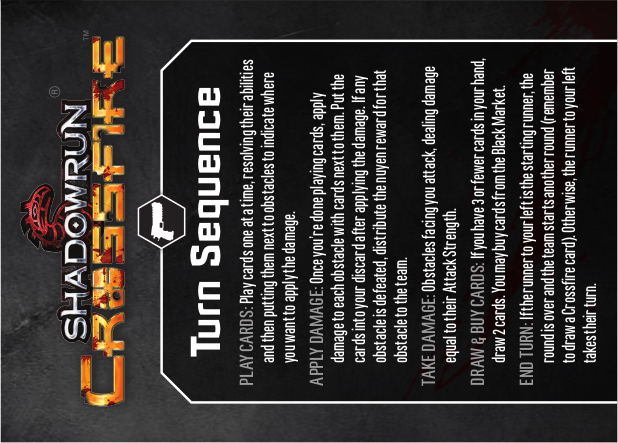 SHADOWRUN ®
CROSSFIRE ™
Turn Sequence
PLAY CARDS: Play cards one at a time, resolving their abilities
and then putting them next to obstacles to indicate where
you want to apply the damage.
APPLY DAMAGE: Once you're done playing cards, apply
damage to each obstacle with cards next to them. Put the
cards into your discard after applying the damage. If any
obstacle is defeated, distribute the nuyen reward for that
obstacle to the team.
TAKE DAMAGE: Obstacles facing you attack, dealing damage
equal to their Attack Strength.
DRAW & BUY CARDS: If you have 3 or fewer cards in your hand,
draw 2 cards. You may buy cards from the Black Market.
END TURN: If the runner to your left is the starting runner, the
round is over and the team starts another round (remember
to draw a Crossfire card). Otherwise, the runner to your left
takes their turn.